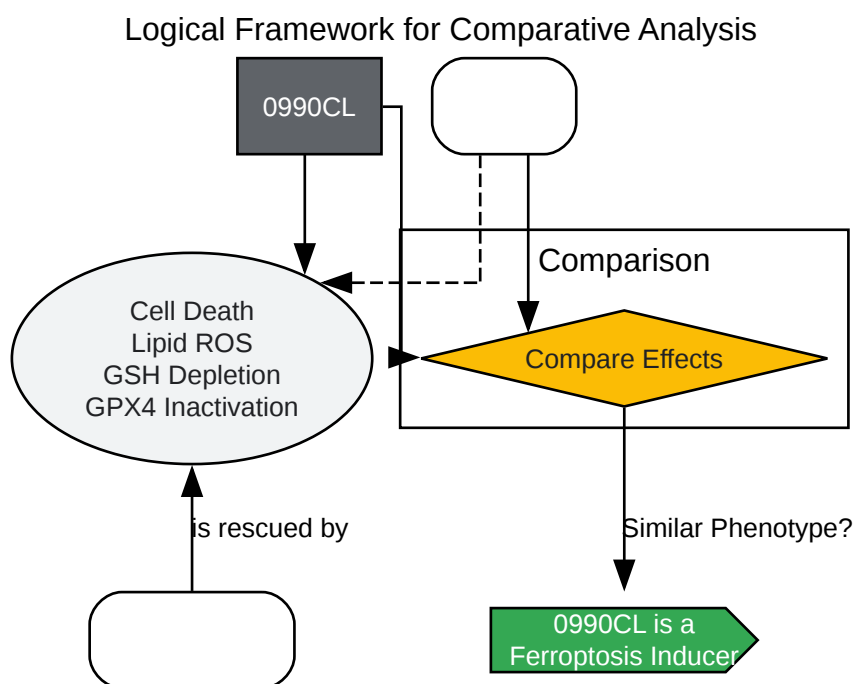 Logical Framework for Comparative Analysis
0990CL
Comparison
Cell Death
Lipid ROS
GSH Depletion
GPX4 Inactivation
Compare Effects
is rescued by
Similar Phenotype?
0990CL is a
Ferroptosis Inducer